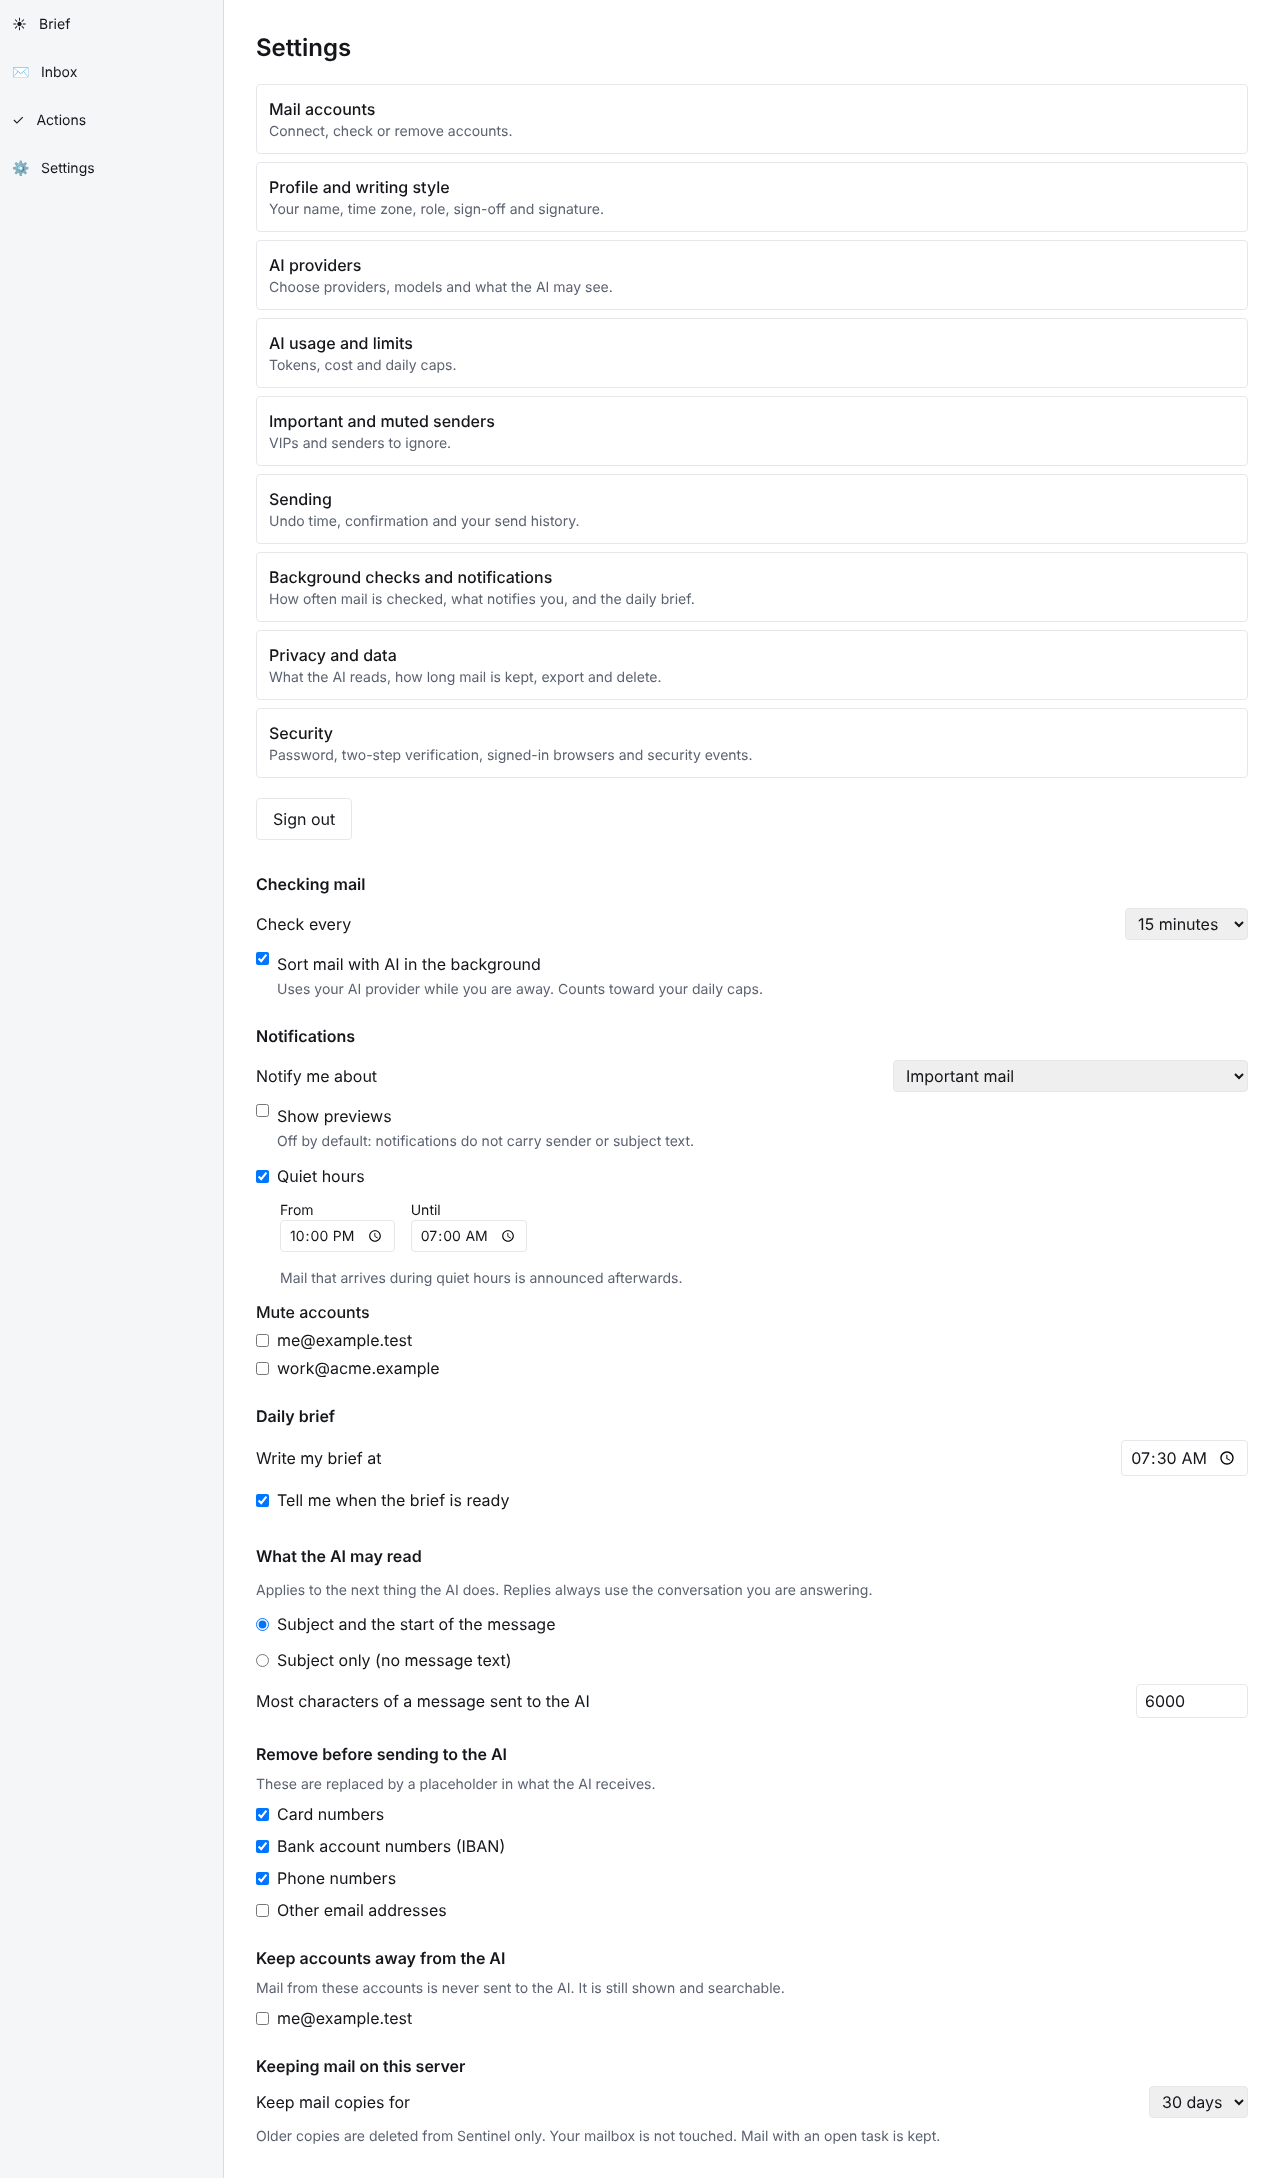 Brief
Inbox
Actions
Settings
Settings
Mail accounts
Connect, check or remove accounts.
Profile and writing style
Your name, time zone, role, sign-off and signature.
AI providers
Choose providers, models and what the AI may see.
AI usage and limits
Tokens, cost and daily caps.
Important and muted senders
VIPs and senders to ignore.
Sending
Undo time, confirmation and your send history.
Background checks and notifications
How often mail is checked, what notifies you, and the daily brief.
Privacy and data
What the AI reads, how long mail is kept, export and delete.
Security
Password, two-step verification, signed-in browsers and security events.
Sign out
Checking mail
Check every 15 minutes
Sort mail with AI in the background
Uses your AI provider while you are away. Counts toward your daily caps.
Notifications
Notify me about Important mail
Show previews
Off by default: notifications do not carry sender or subject text.
Quiet hours
From Until
10:00 PM 07:00 AM
Mail that arrives during quiet hours is announced afterwards.
Mute accounts
me@example.test
work@acme.example
Daily brief
Write my brief at 07:30 AM
Tell me when the brief is ready
What the AI may read
Applies to the next thing the AI does. Replies always use the conversation you are answering.
Subject and the start of the message
Subject only (no message text)
Most characters of a message sent to the AI 6000
Remove before sending to the AI
These are replaced by a placeholder in what the AI receives.
Card numbers
Bank account numbers (IBAN)
Phone numbers
Other email addresses
Keep accounts away from the AI
Mail from these accounts is never sent to the AI. It is still shown and searchable.
me@example.test
Keeping mail on this server
Keep mail copies for 30 days
Older copies are deleted from Sentinel only. Your mailbox is not touched. Mail with an open task is kept.